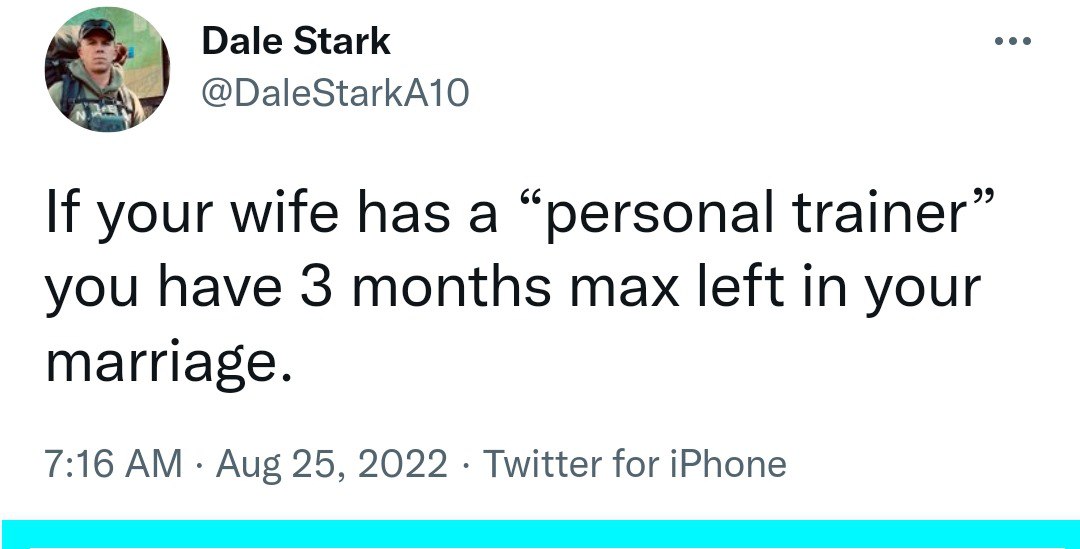 Dale Stark
@DaleStarkA10
If your wife has a “personal trainer”
you have 3 months max left in your
marriage.
7:16 AM · Aug 25, 2022 · Twitter for iPhone